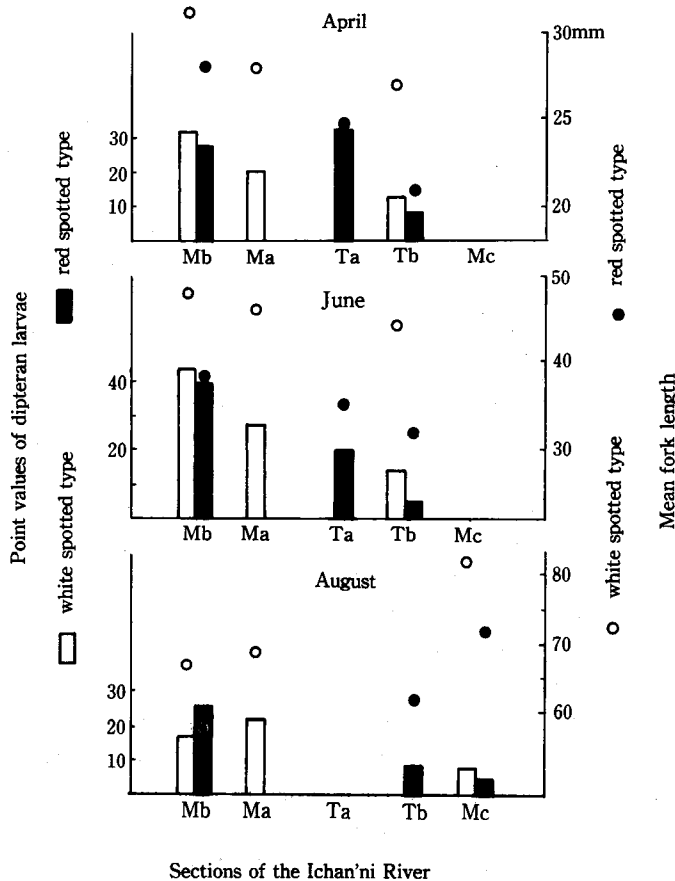 April
30mm
25
20
30
20
10
Mb Ma Ta Tb Mc
June
50
40
30
40
20
Mb Ma Ta Tb Mc
August
80
70
60
30
20
10
Mb Ma Ta Tb Mc
Sections of the Ichan'ni River
Point values of dipteran larvae
white spotted type
red spotted type
Mean fork length
white spotted type
red spotted type